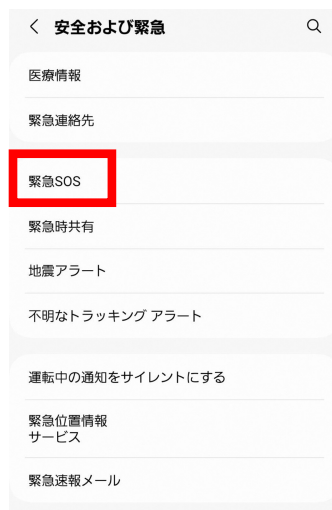 安全および緊急
医療情報
緊急連絡先
緊急SOS
緊急時共有
地震アラート
不明なトラッキング アラート
運転中の通知をサイレントにする
緊急位置情報
サービス
緊急速報メール